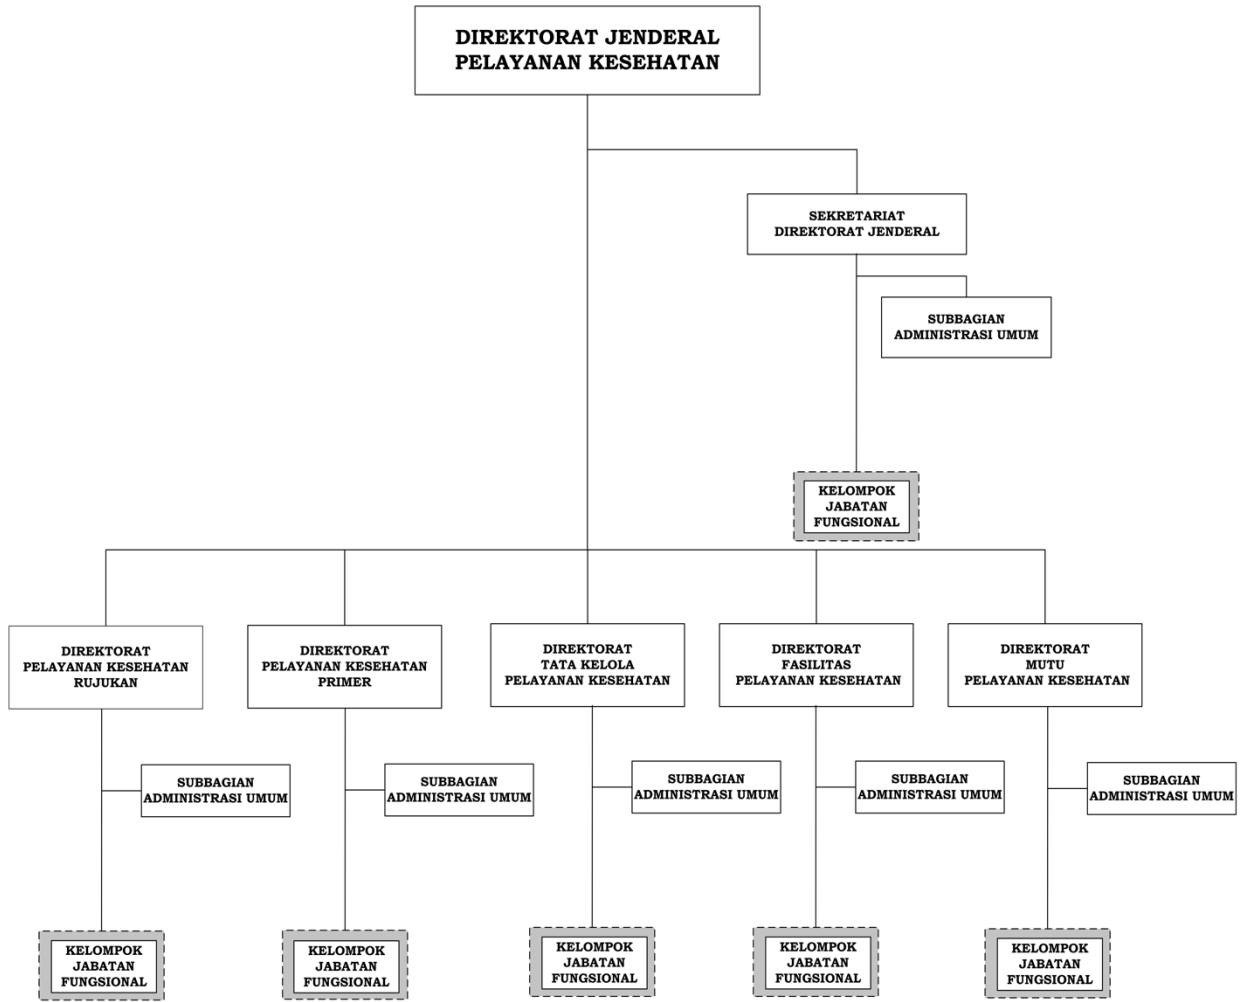 DIREKTORAT JENDERAL
PELAYANAN KESEHATAN
SEKRETARIAT
DIREKTORAT JENDERAL
SUBBAGIAN
ADMINISTRASI UMUM
KELOMPOK
JABATAN
FUNGSIONAL
DIREKTORAT
PELAYANAN KESEHATAN
RUJUKAN
DIREKTORAT
PELAYANAN KESEHATAN
PRIMER
DIREKTORAT
TATA KELOLA
PELAYANAN KESEHATAN
DIREKTORAT
FASILITAS
PELAYANAN KESEHATAN
DIREKTORAT
MUTU
PELAYANAN KESEHATAN
SUBBAGIAN
ADMINISTRASI UMUM
SUBBAGIAN
ADMINISTRASI UMUM
SUBBAGIAN
ADMINISTRASI UMUM
SUBBAGIAN
ADMINISTRASI UMUM
SUBBAGIAN
ADMINISTRASI UMUM
KELOMPOK
JABATAN
FUNGSIONAL
KELOMPOK
JABATAN
FUNGSIONAL
KELOMPOK
JABATAN
FUNGSIONAL
KELOMPOK
JABATAN
FUNGSIONAL
KELOMPOK
JABATAN
FUNGSIONAL